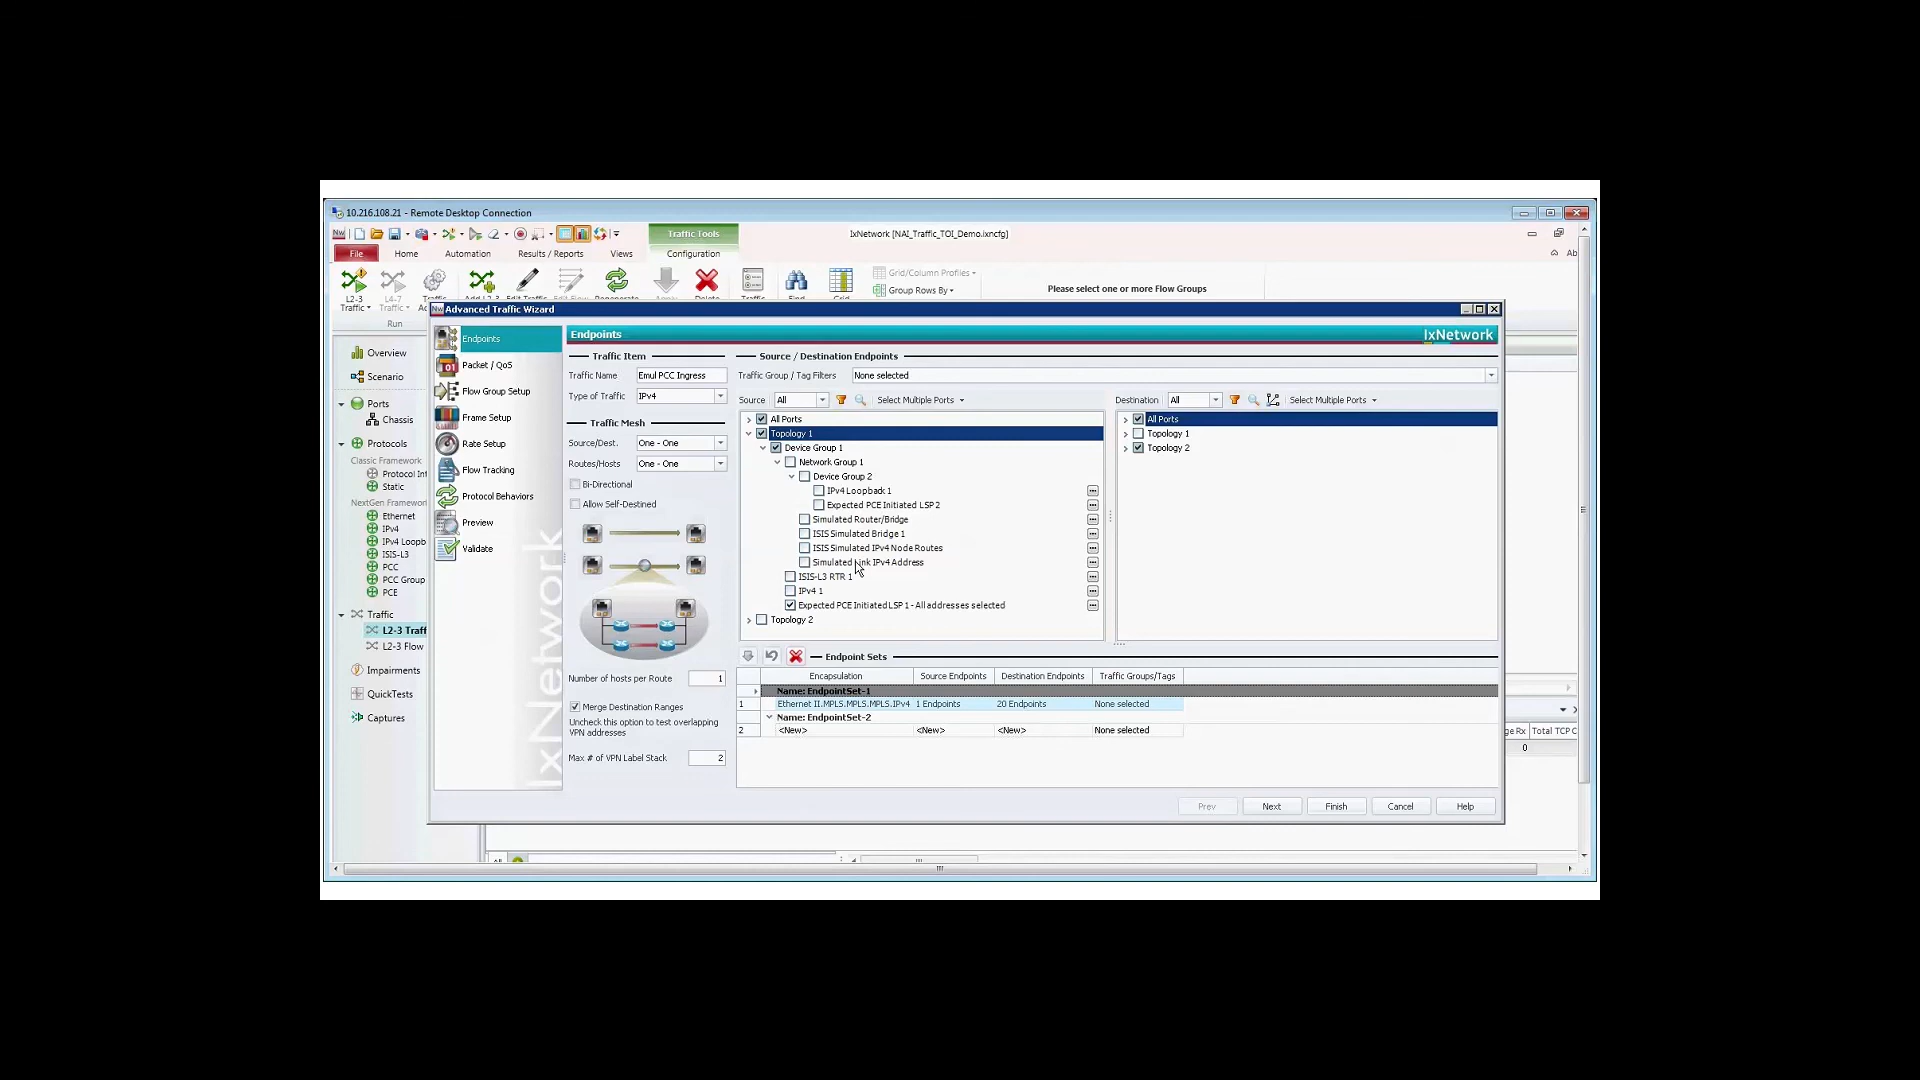 10.216.108.21 - Remote Desktop Connection
Traffic Tools
IxNetwork [NAI_Traffic_TOI_Demo.ixncfg]
File
Home
Automation
Results / Reports
Views
Configuration
Ab
Grid/Column Profiles
Group Rows By
Please select one or more Flow Groups
L2-3
Traffic
L4-7
Traffic
Run
Advanced Traffic Wizard
Overview
Scenario
Ports
Chassis
Protocols
Classic Framework
Protocol Int
Static
NextGen Framework
Ethernet
IPv4
IPv4 Loopb
ISIS-L3
PCC
PCC Group
PCE
Traffic
L2-3 Traff
L2-3 Flow
Impairments
QuickTests
Captures
Endpoints
Packet / QoS
Flow Group Setup
Frame Setup
Rate Setup
Flow Tracking
Protocol Behaviors
Preview
Validate
IxNetwork
Endpoints
IxNetwork
Traffic Item
Traffic Name
Emul PCC Ingress
Type of Traffic
IPv4
Traffic Mesh
Source/Dest.
One - One
Routes/Hosts
One - One
Bi-Directional
Allow Self-Destined
Number of hosts per Route
1
Merge Destination Ranges
Uncheck this option to test overlapping
VPN addresses
Max # of VPN Label Stack
2
Source / Destination Endpoints
Traffic Group / Tag Filters
None selected
Source
All
Select Multiple Ports
Destination
All
Select Multiple Ports
All Ports
Topology 1
Device Group 1
Network Group 1
Device Group 2
IPv4 Loopback 1
Expected PCE Initiated LSP 2
Simulated Router/Bridge
ISIS Simulated Bridge 1
ISIS Simulated IPv4 Node Routes
Simulated Link IPv4 Address
ISIS-L3 RTR 1
IPv4 1
Expected PCE Initiated LSP 1 - All addresses selected
Topology 2
All Ports
Topology 1
Topology 2
Endpoint Sets
Encapsulation
Source Endpoints
Destination Endpoints
Traffic Groups/Tags
Name: EndpointSet-1
1
Ethernet II.MPLS.MPLS.MPLS.IPv4
1 Endpoints
20 Endpoints
None selected
Name: EndpointSet-2
2
<New>
<New>
<New>
None selected
Prev
Next
Finish
Cancel
Help
ge Rx
Total TCP C
0